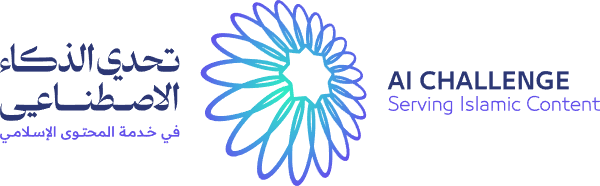 تحدي الذكاء
الاصطناعي
في خدمة المحتوى الإسلامي
AI CHALLENGE
Serving Islamic Content